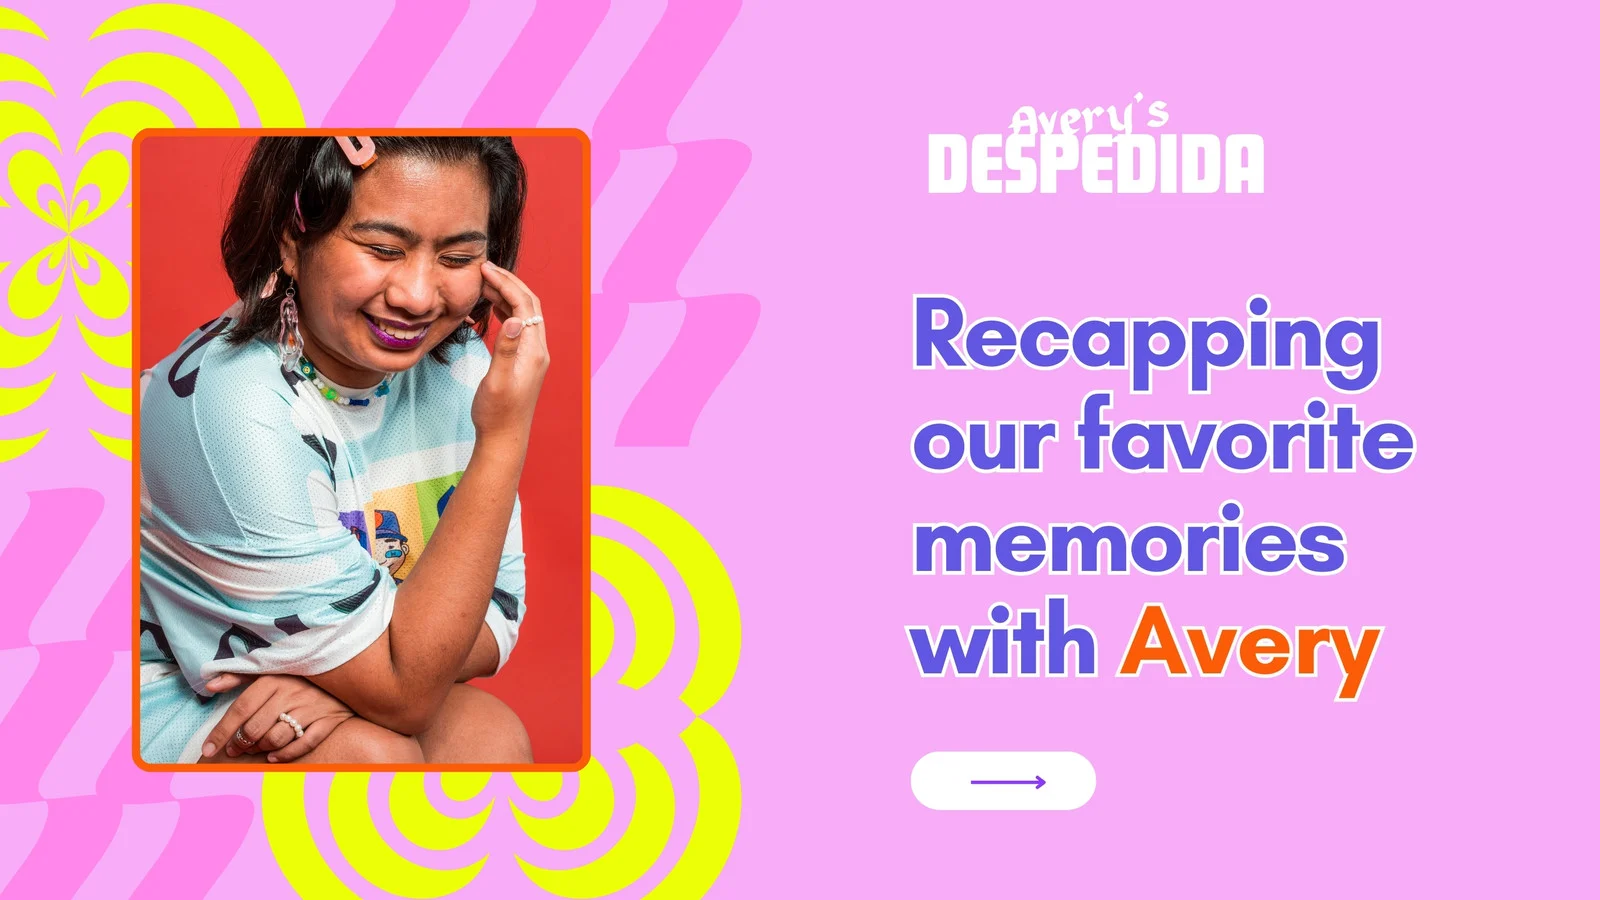 Avery's
DESPEDIDA
Recapping
our favorite
memories
with Avery